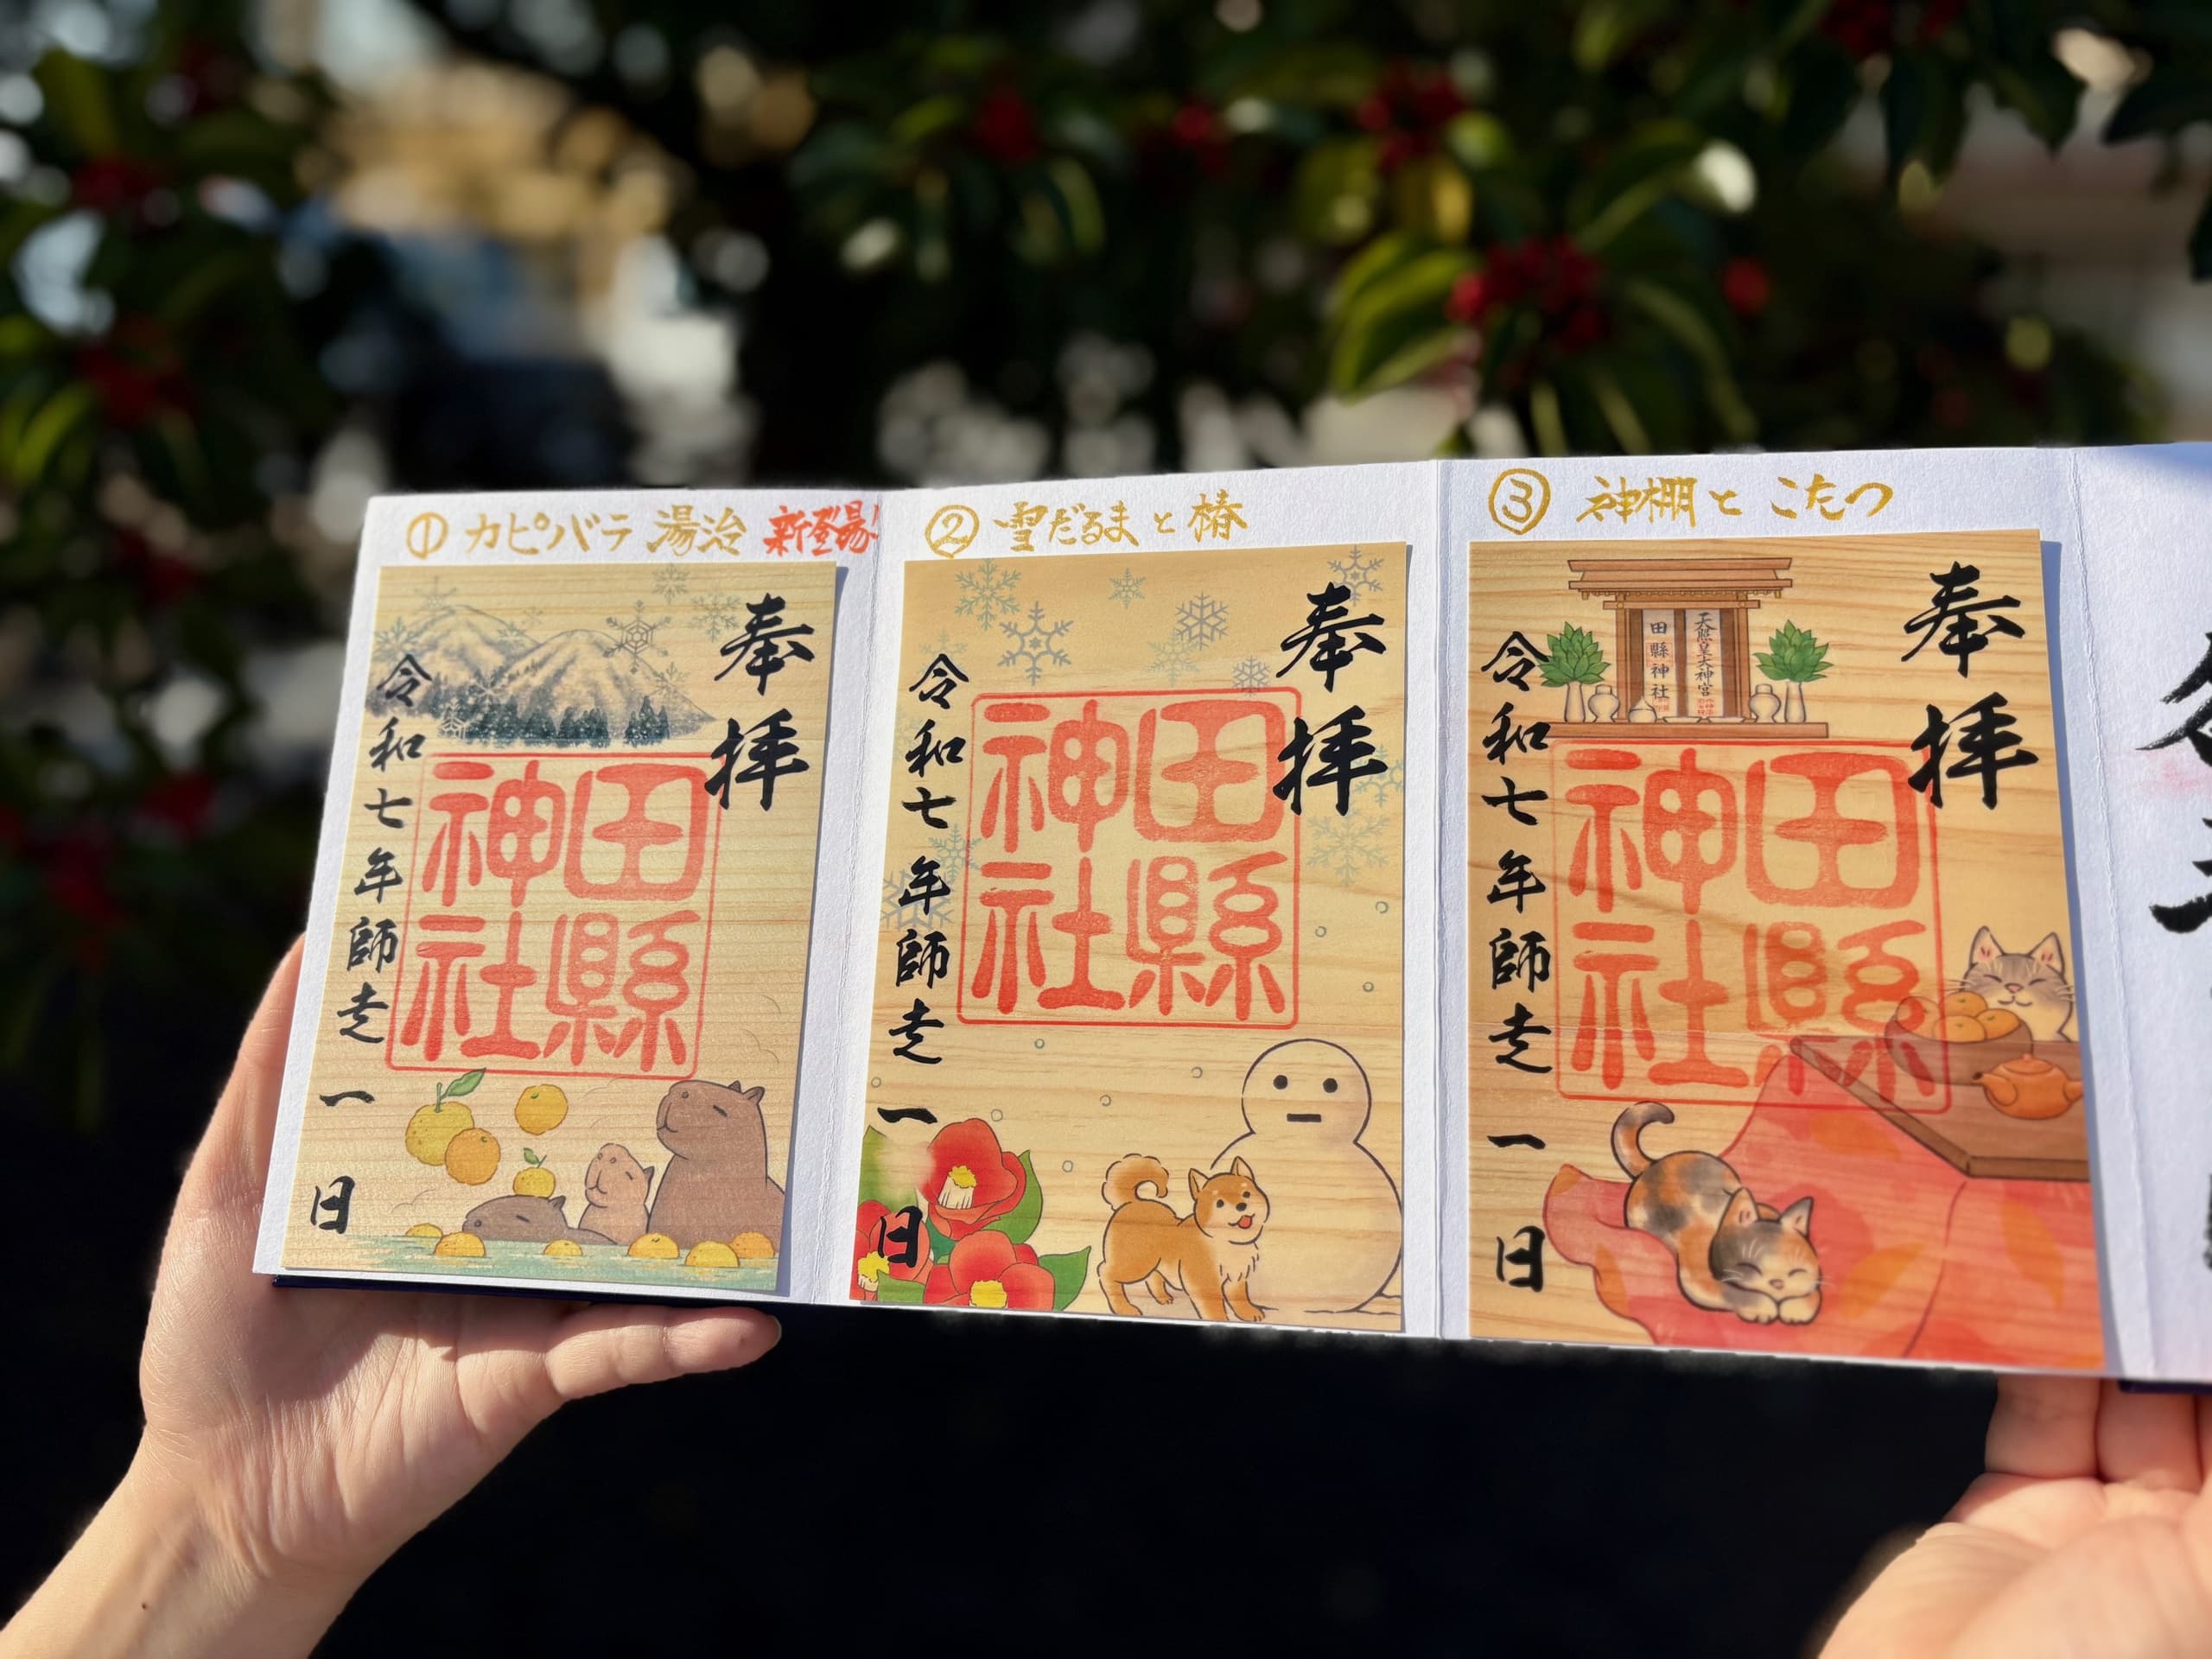 ① カピバラ 湯治 新登場!
奉拝
田縣
神社
令和七年師走一日
② 雪だるまと椿
奉拝
田縣
神社
令和七年師走一日
③ 神棚と こたつ
奉拝
天照皇大神宮
田縣神社
田縣
神社
令和七年師走一日